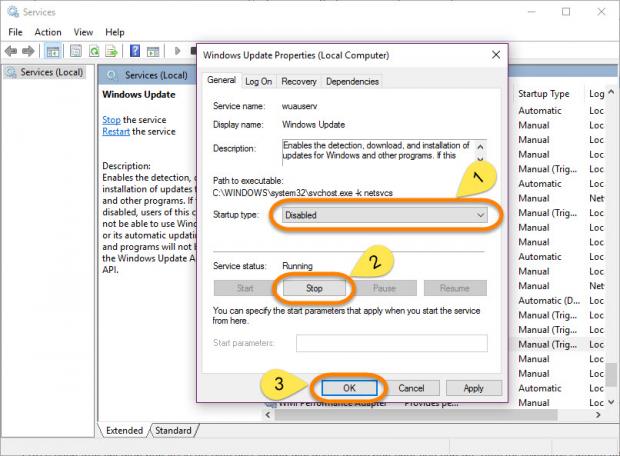 Services
File Action View Help
Services (Local)
Services (Local)
Windows Update
Stop the service
Restart the service
Description:
Enables the detection, d
installation of updates f
and other programs. If
disabled, users of this c
not be able to use Wind
or its automatic updatin
and programs will not b
the Windows Update A
API.
Windows Update Properties (Local Computer)
General Log On Recovery Dependencies
Service name: wuauserv
Display name: Windows Update
Description: Enables the detection, download, and installation of
updates for Windows and other programs. If this
Path to executable:
C:\WINDOWS\system32\svchost.exe -k netsvcs
1
Startup type: Disabled
Service status: Running
2
Start Stop Pause Resume
You can specify the start parameters that apply when you start the service
from here.
Start parameters:
3
OK Cancel Apply
Startup Type Log
Automatic Loc
Manual Loc
Manual Loc
Manual Loc
Manual (Trig... Loc
Automatic Loc
Manual Loc
Manual Net
Manual (Trig... Loc
Automatic Loc
Manual Loc
Manual Net
Automatic (D... Loc
Manual (Trig... Loc
Manual (Trig... Loc
Manual (Trig... Loc
Manual Loc
Manual Loc
Automatic Loc
Manual Loc
WMI Performance Adapter Provides pe... Manual Loc
Extended Standard